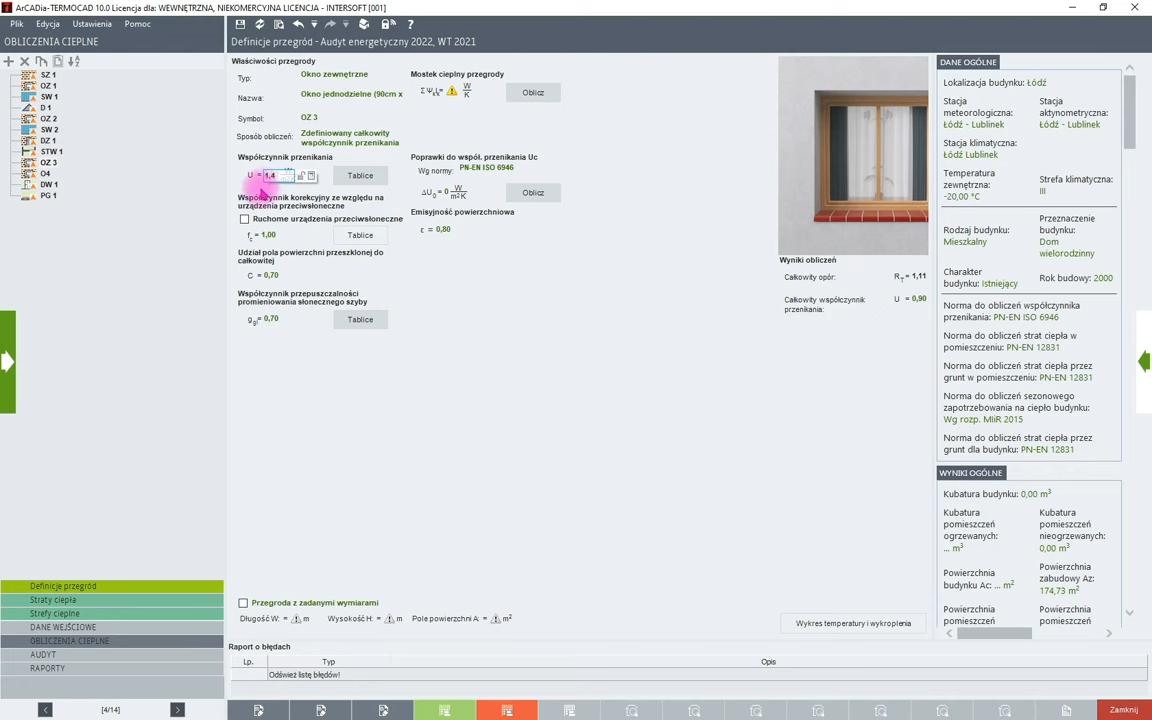 ArCADia-TERMOCAD 10.0 Licencja dla: WEWNĘTRZNA, NIEKOMERCYJNA LICENCJA - INTERSOFT [001]
Plik Edycja Ustawienia Pomoc
OBLICZENIA CIEPLNE
Definicje przegród - Audyt energetyczny 2022, WT 2021
SZ 1
OZ 1
SW 1
D 1
OZ 2
SW 2
DZ 1
STW 1
OZ 3
O4
DW 1
PG 1
Definicje przegród
Straty ciepła
Strefy cieplne
DANE WEJŚCIOWE
OBLICZENIA CIEPLNE
AUDYT
RAPORTY
[4/14]
Właściwości przegrody
Typ: Okno zewnętrzne
Nazwa: Okno jednodzielne (90cm x
Symbol: OZ 3
Sposób obliczeń: Zdefiniowany całkowity
współczynnik przenikania
Współczynnik przenikania
U = 1,4 Tablice
Współczynnik korekcyjny ze względu na
urządzenia przeciwsłoneczne
Ruchome urządzenia przeciwsłoneczne
fc = 1,00 Tablice
Udział pola powierzchni przeszklonej do
całkowitej
C = 0,70
Współczynnik przepuszczalności
promieniowania słonecznego szyby
ggl= 0,70 Tablice
Mostek cieplny przegrody
Σ Ψk lk= W/K Oblicz
Poprawki do współ. przenikania Uc
Wg normy: PN-EN ISO 6946
ΔU0 = 0 W/m²K Oblicz
Emisyjność powierzchniowa
ε = 0,80
Wyniki obliczeń
Całkowity opór: RT= 1,11
Całkowity współczynnik
przenikania: U = 0,90
Przegroda z zadanymi wymiarami
Długość W: = m Wysokość H: = m Pole powierzchni A: = m²
Wykres temperatury i wykroplenia
Raport o błędach
Lp. Typ Opis
Odśwież listę błędów!
Zamknij
DANE OGÓLNE
Lokalizacja budynku: Łódź
Stacja
meteorologiczna:
Łódź - Lublinek
Stacja
aktynometryczna:
Łódź - Lublinek
Stacja klimatyczna:
Łódź Lublinek
Temperatura
zewnętrzna:
-20,00 °C
Strefa klimatyczna:
III
Rodzaj budynku:
Mieszkalny
Przeznaczenie
budynku:
Dom
wielorodzinny
Charakter
budynku: Istniejący
Rok budowy: 2000
Norma do obliczeń współczynnika
przenikania: PN-EN ISO 6946
Norma do obliczeń strat ciepła w
pomieszczeniu: PN-EN 12831
Norma do obliczeń strat ciepła przez
grunt w pomieszczeniu: PN-EN 12831
Norma do obliczeń sezonowego
zapotrzebowania na ciepło budynku:
Wg rozp. MIiR 2015
Norma do obliczeń strat ciepła przez
grunt dla budynku: PN-EN 12831
WYNIKI OGÓLNE
Kubatura budynku: 0,00 m³
Kubatura
pomieszczeń
ogrzewanych:
... m³
Kubatura
pomieszczeń
nieogrzewanych:
0,00 m³
Powierzchnia
budynku Ac: ... m²
Powierzchnia
zabudowy Az:
174,73 m²
Powierzchnia
pomieszczeń
Powierzchnia
pomieszczeń